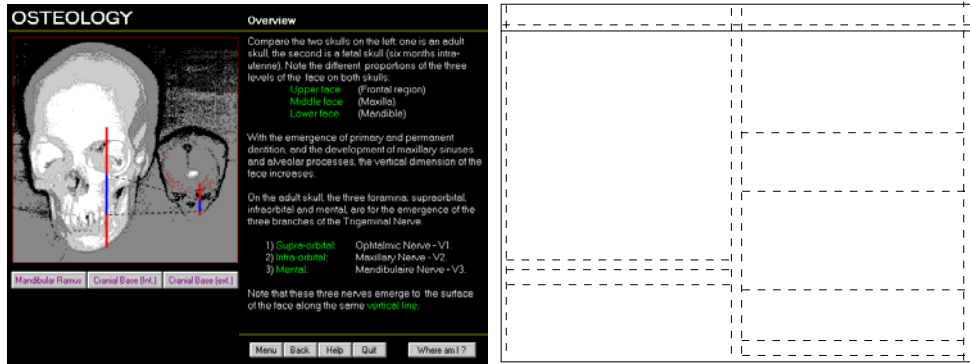 OSTEOLOGY
Overview
Compare the two skulls on the left one is an adult
skull, the second is a fetal skull (six months intra-
uterine). Note the different proportions of the three
levels of the face on both skulls:
Upper face (Frontal region)
Middle face (Maxilla)
Lower face (Mandible)
With the emergence of primary and permanent
dentition, and the development of maxillary sinuses
and alveolar processes, the vertical dimension of the
face increases.
On the adult skull, the three foramina; supraorbital,
infraorbital and mental, are for the emergence of the
three branches of the Trigeminal Nerve.
1) Supra-orbital: Ophtalmic Nerve - V1.
2) Intra-orbital: Maxillary Nerve - V2.
3) Mental: Mandibulaire Nerve - V3.
Note that these three nerves emerge to the surface
of the face along the same vertical line.
Mandibular Ramus Cranial Base (Int.) Cranial Base (ext.)
Menu Back Help Quit Where am I ?